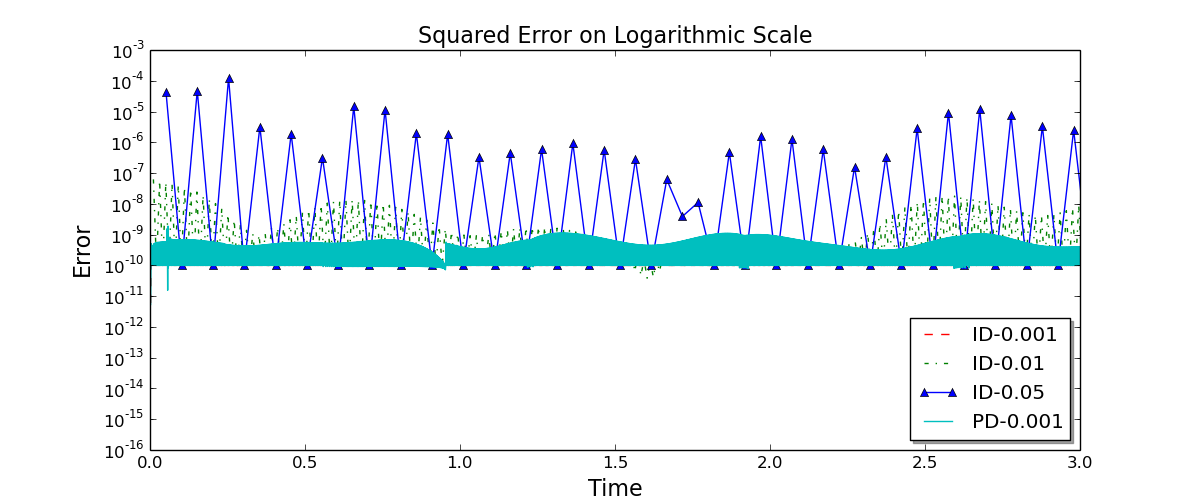 Squared Error on Logarithmic Scale
10^-3
10^-4
10^-5
10^-6
10^-7
10^-8
10^-9
10^-10
10^-11
10^-12
10^-13
10^-14
10^-15
10^-16
Error
0.0 0.5 1.0 1.5 2.0 2.5 3.0
Time
ID-0.001
ID-0.01
ID-0.05
PD-0.001